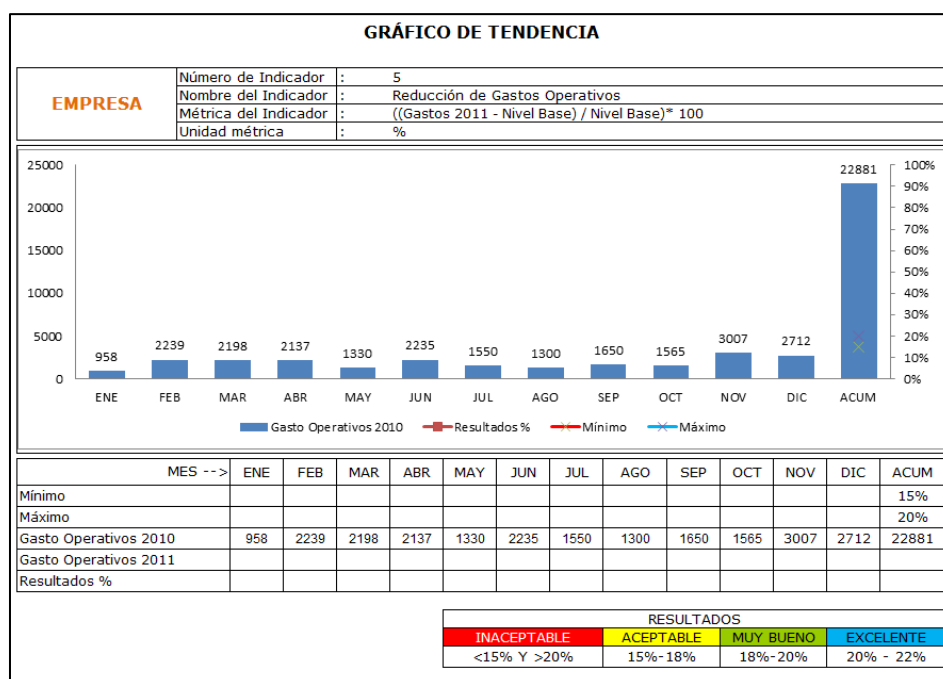 GRÁFICO DE TENDENCIA
EMPRESA
Número de Indicador : 5
Nombre del Indicador : Reducción de Gastos Operativos
Métrica del Indicador : ((Gastos 2011 - Nivel Base) / Nivel Base)* 100
Unidad métrica : %
25000
20000
15000
10000
5000
0
958 2239 2198 2137 1330 2235 1550 1300 1650 1565 3007 2712 22881
100%
90%
80%
70%
60%
50%
40%
30%
20%
10%
0%
ENE FEB MAR ABR MAY JUN JUL AGO SEP OCT NOV DIC ACUM
Gasto Operativos 2010 Resultados % Mínimo Máximo
MES --> ENE FEB MAR ABR MAY JUN JUL AGO SEP OCT NOV DIC ACUM
Mínimo 15%
Máximo 20%
Gasto Operativos 2010 958 2239 2198 2137 1330 2235 1550 1300 1650 1565 3007 2712 22881
Gasto Operativos 2011
Resultados %
RESULTADOS
INACEPTABLE ACEPTABLE MUY BUENO EXCELENTE
<15% Y >20% 15%-18% 18%-20% 20% - 22%